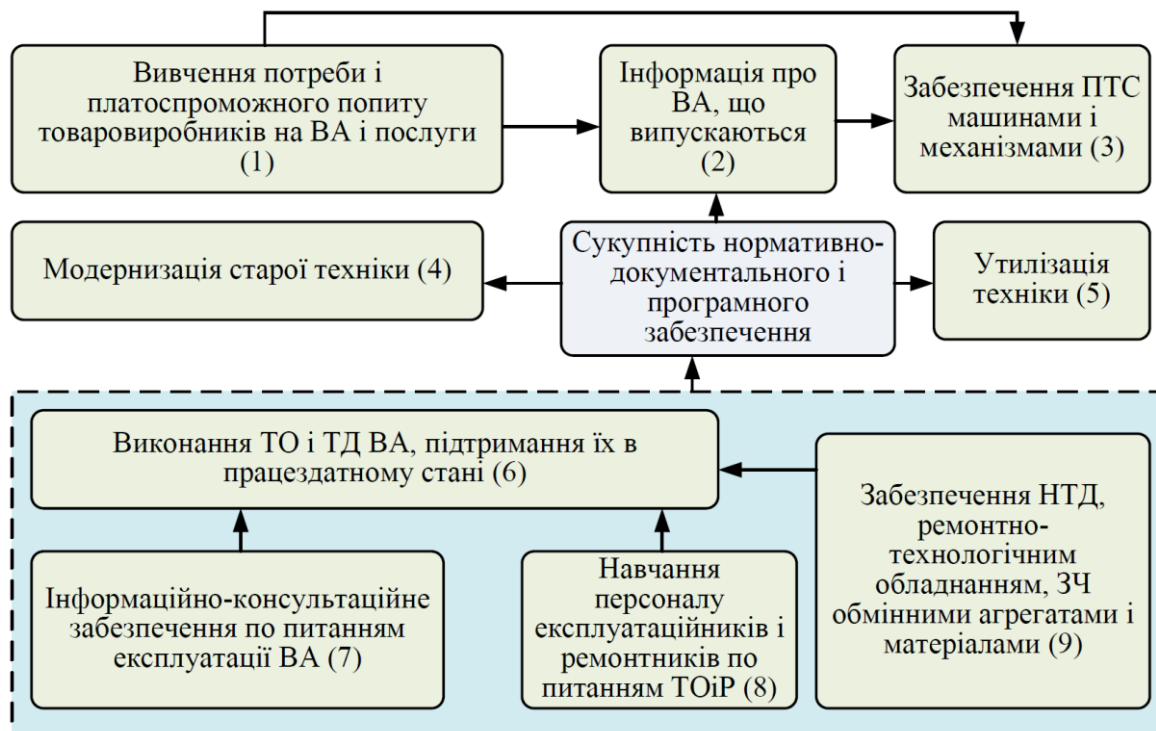 Вивчення потреби і
платоспроможного попиту
товаровиробників на ВА і послуги
(1)
Інформація про
ВА, що
випускаються
(2)
Забезпечення ПТС
машинами і
механізмами (3)
Модернизація старої техніки (4)
Сукупність нормативно-
документального і
програмного
забезпечення
Утилізація
техніки (5)
Виконання ТО і ТД ВА, підтримання їх в
працездатному стані (6)
Інформаційно-консультаційне
забезпечення по питанням
експлуатації ВА (7)
Навчання
персоналу
експлуатаційників і
ремонтників по
питанням ТОіР (8)
Забезпечення НТД,
ремонтно-
технологічним
обладнанням, ЗЧ
обмінними агрегатами і
матеріалами (9)